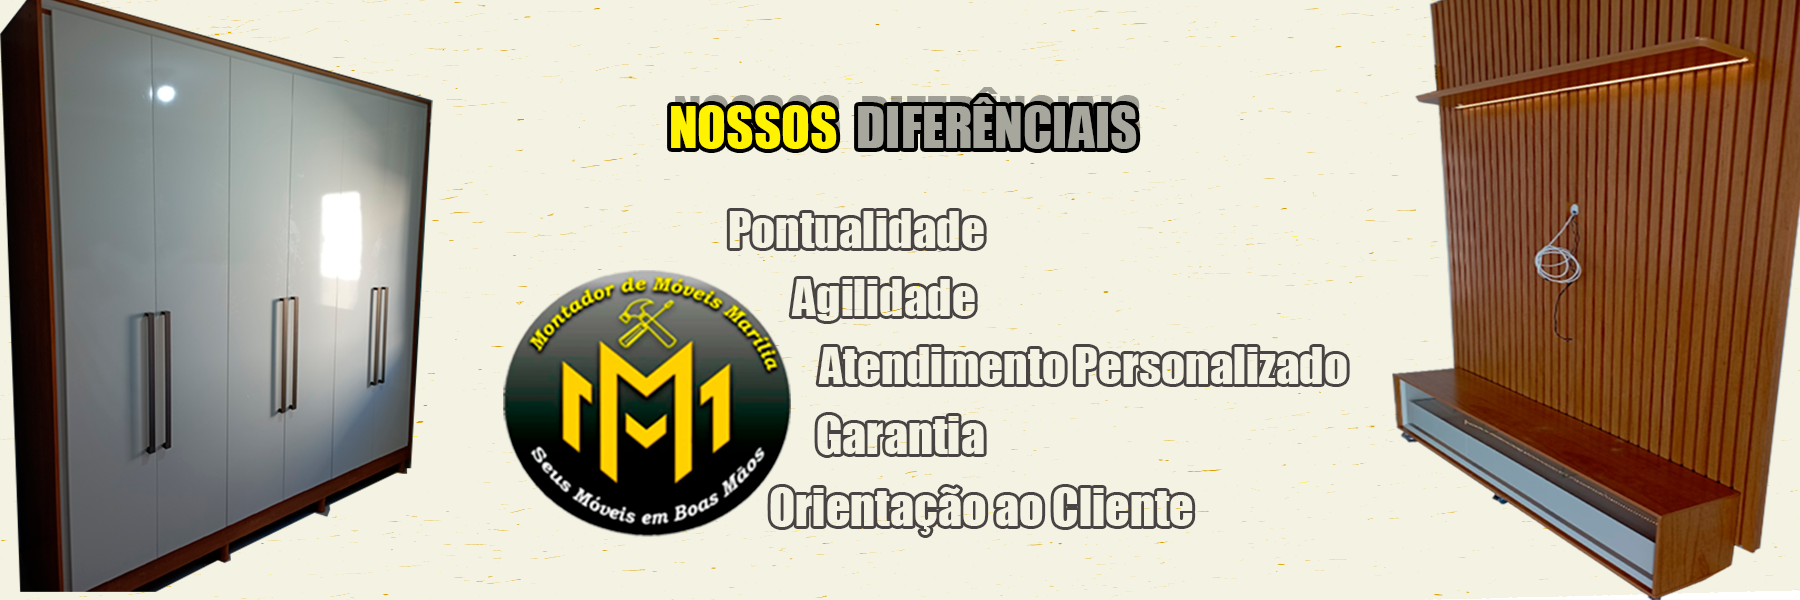 NOSSOS DIFERÊNCIAIS
Pontualidade
Agilidade
Atendimento Personalizado
Garantia
Orientação ao Cliente
Montador de Móveis Marília
Seus Móveis em Boas Mãos